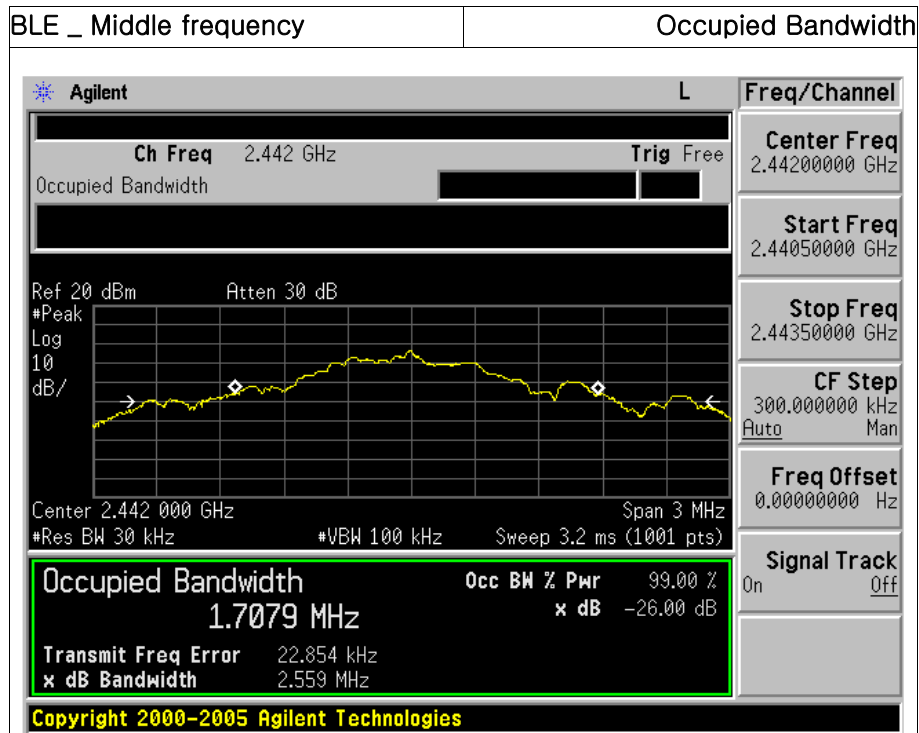 BLE _ Middle frequency Occupied Bandwidth
Agilent L Freq/Channel
Ch Freq 2.442 GHz Trig Free
Occupied Bandwidth
Center Freq
2.44200000 GHz
Start Freq
2.44050000 GHz
Stop Freq
2.44350000 GHz
CF Step
300.000000 kHz
Auto Man
Freq Offset
0.00000000 Hz
Signal Track
On Off
Ref 20 dBm Atten 30 dB
#Peak
Log
10
dB/
Center 2.442 000 GHz Span 3 MHz
#Res BW 30 kHz #VBW 100 kHz Sweep 3.2 ms (1001 pts)
Occupied Bandwidth Occ BW % Pwr 99.00 %
1.7079 MHz x dB -26.00 dB
Transmit Freq Error 22.854 kHz
x dB Bandwidth 2.559 MHz
Copyright 2000-2005 Agilent Technologies